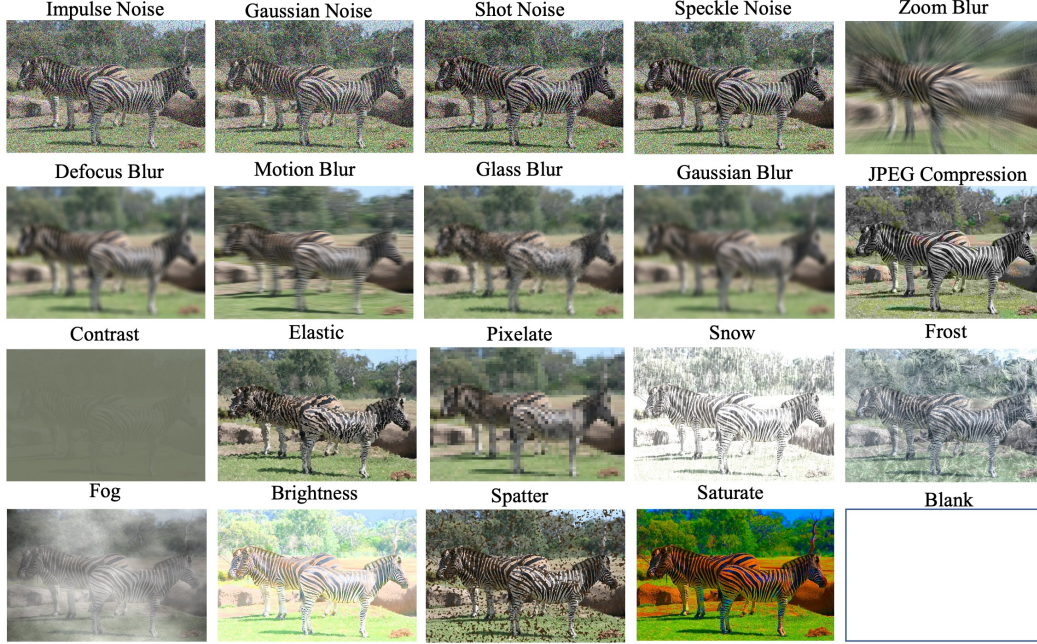 Impulse Noise
Gaussian Noise
Shot Noise
Speckle Noise
Zoom Blur
Defocus Blur
Motion Blur
Glass Blur
Gaussian Blur
JPEG Compression
Contrast
Elastic
Pixelate
Snow
Frost
Fog
Brightness
Spatter
Saturate
Blank